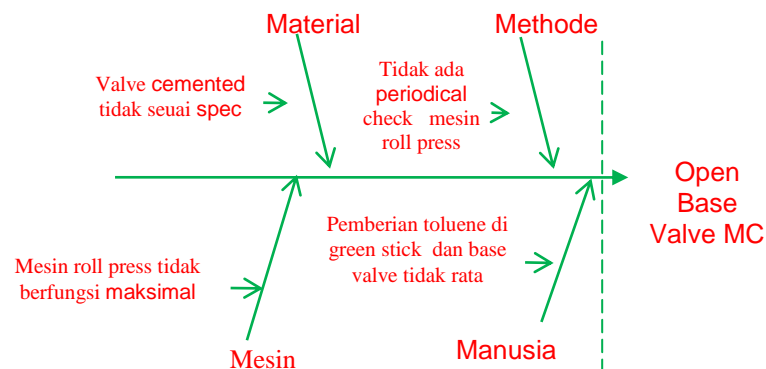 Material
Methode
Valve cemented
tidak seuai spec
Tidak ada
periodical
check mesin
roll press
Open
Base
Valve MC
Pemberian toluene di
green stick dan base
valve tidak rata
Mesin roll press tidak
berfungsi maksimal
Mesin
Manusia